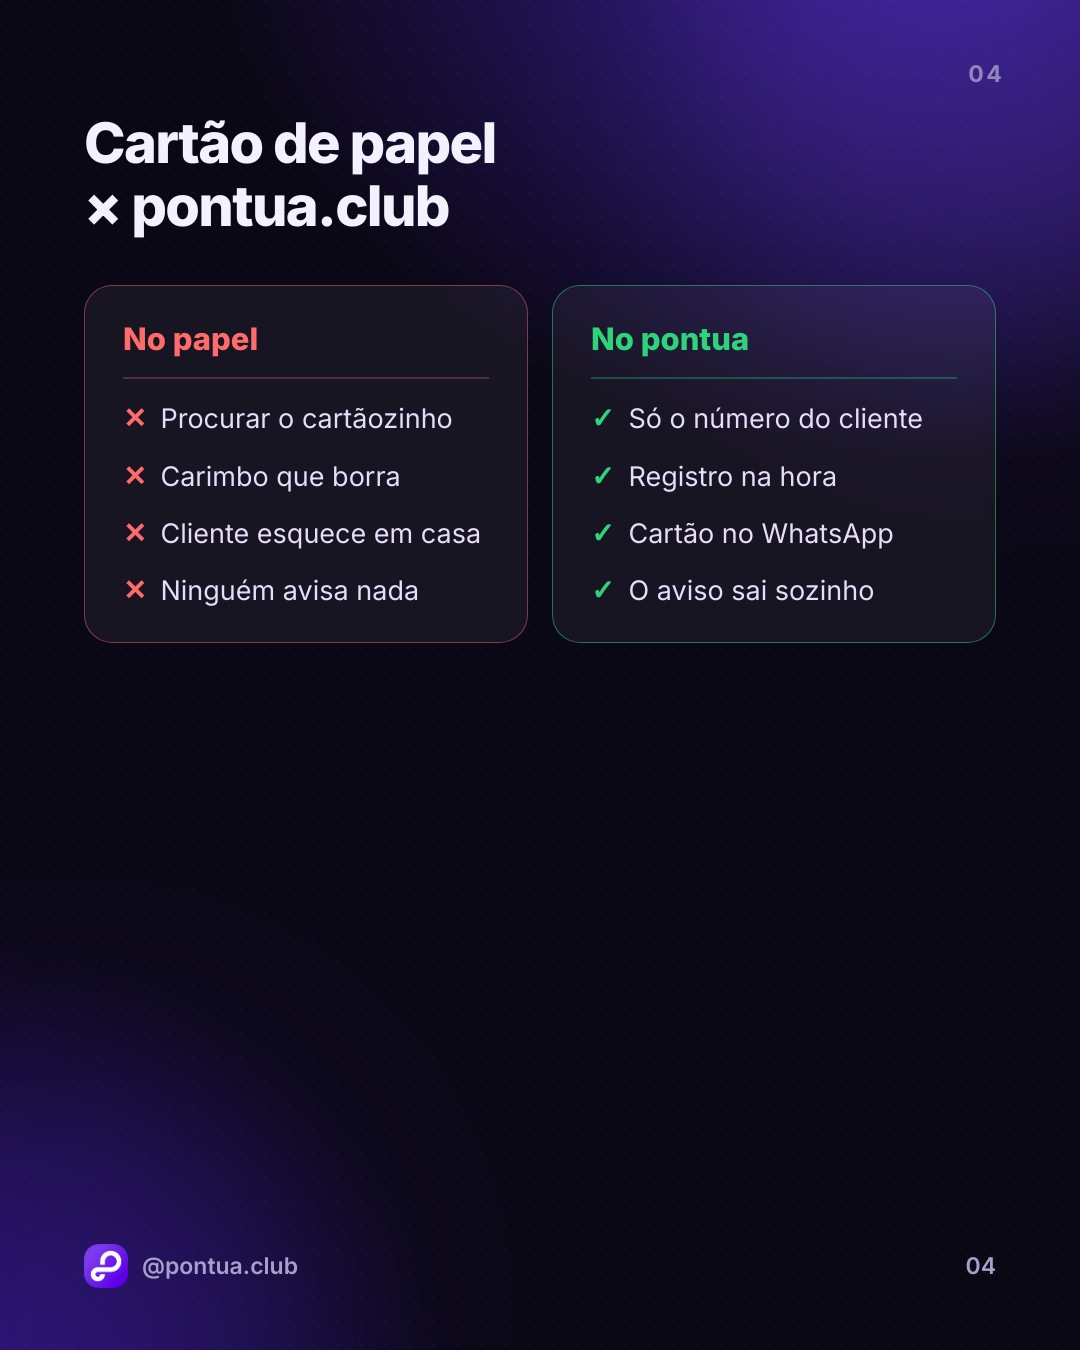 04
Cartão de papel
× pontua.club
No papel
✕ Procurar o cartãozinho
✕ Carimbo que borra
✕ Cliente esquece em casa
✕ Ninguém avisa nada
No pontua
✓ Só o número do cliente
✓ Registro na hora
✓ Cartão no WhatsApp
✓ O aviso sai sozinho
@pontua.club
04